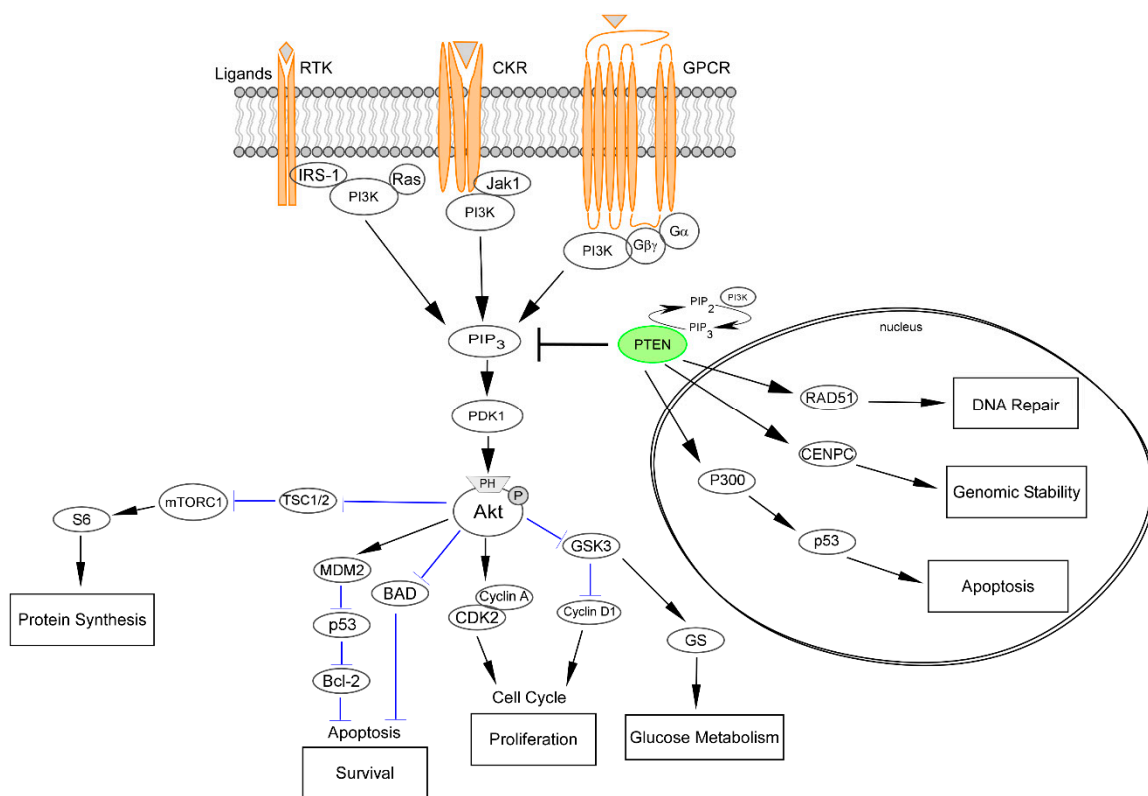 Ligands
RTK
CKR
GPCR
IRS-1
Ras
PI3K
Jak1
PI3K
PI3K
Gβγ
Gα
PIP2
PI3K
PIP3
PIP3
PTEN
nucleus
PDK1
RAD51
DNA Repair
CENPC
P300
Genomic Stability
PH
P
Akt
mTORC1
TSC1/2
S6
GSK3
p53
MDM2
BAD
Cyclin A
CDK2
Cyclin D1
Apoptosis
Protein Synthesis
p53
GS
Bcl-2
Cell Cycle
Apoptosis
Proliferation
Glucose Metabolism
Survival